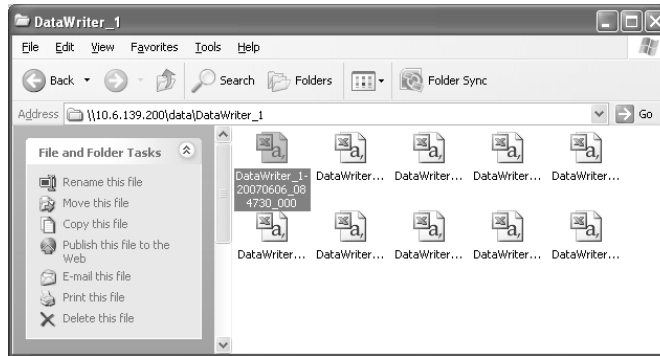 DataWriter_1
File Edit View Favorites Tools Help
Back Search Folders Folder Sync
Address \\10.6.139.200\data\DataWriter_1 Go
File and Folder Tasks
Rename this file
Move this file
Copy this file
Publish this file to the
Web
E-mail this file
Print this file
Delete this file
a, a, a, a, a,
DataWriter_1- DataWriter... DataWriter... DataWriter... DataWriter...
20070606_08
4730_000
a, a, a, a, a,
DataWriter... DataWriter... DataWriter... DataWriter... DataWriter...